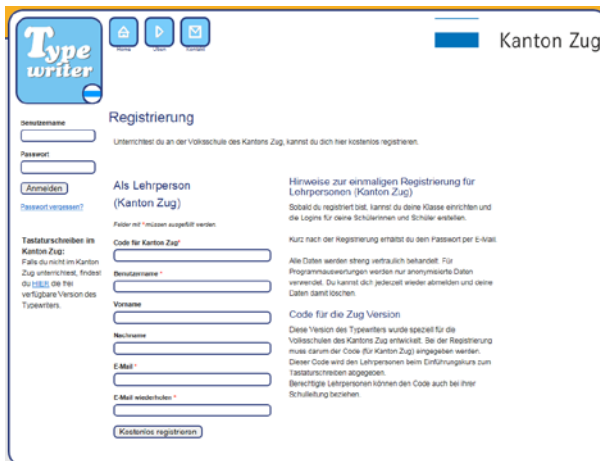 Type
writer
Home
Start
Kontakt
Kanton Zug
Benutzername
Passwort
Anmelden
Passwort vergessen?
Tastaturschreiben im
Kanton Zug:
Falls du nicht im Kanton
Zug unterrichtest, findest
du HIER die frei
verfügbare Version des
Typewriters.
Registrierung
Unterrichtest du an der Volksschule des Kantons Zug, kannst du dich hier kostenlos registrieren.
Als Lehrperson
(Kanton Zug)
Felder mit * müssen ausgefüllt werden.
Code für Kanton Zug*
Benutzername *
Vorname
Nachname
E-Mail *
E-Mail wiederholen *
Kostenlos registrieren
Hinweise zur einmaligen Registrierung für
Lehrpersonen (Kanton Zug)
Sobald du registriert bist, kannst du deine Klasse einrichten und
die Logins für deine Schülerinnen und Schüler erstellen.
Kurz nach der Registrierung erhältst du dein Passwort per E-Mail.
Alle Daten werden streng vertraulich behandelt. Für
Programmauswertungen werden nur anonymisierte Daten
verwendet. Du kannst dich jederzeit wieder abmelden und deine
Daten damit löschen.
Code für die Zug Version
Diese Version des Typewriters wurde speziell für die
Volksschulen des Kantons Zug entwickelt. Bei der Registrierung
muss darum der Code (für Kanton Zug) eingegeben werden.
Dieser Code wird den Lehrpersonen beim Einführungskurs zum
Tastaturschreiben abgegeben.
Berechtigte Lehrpersonen können den Code auch bei ihrer
Schulleitung beziehen.